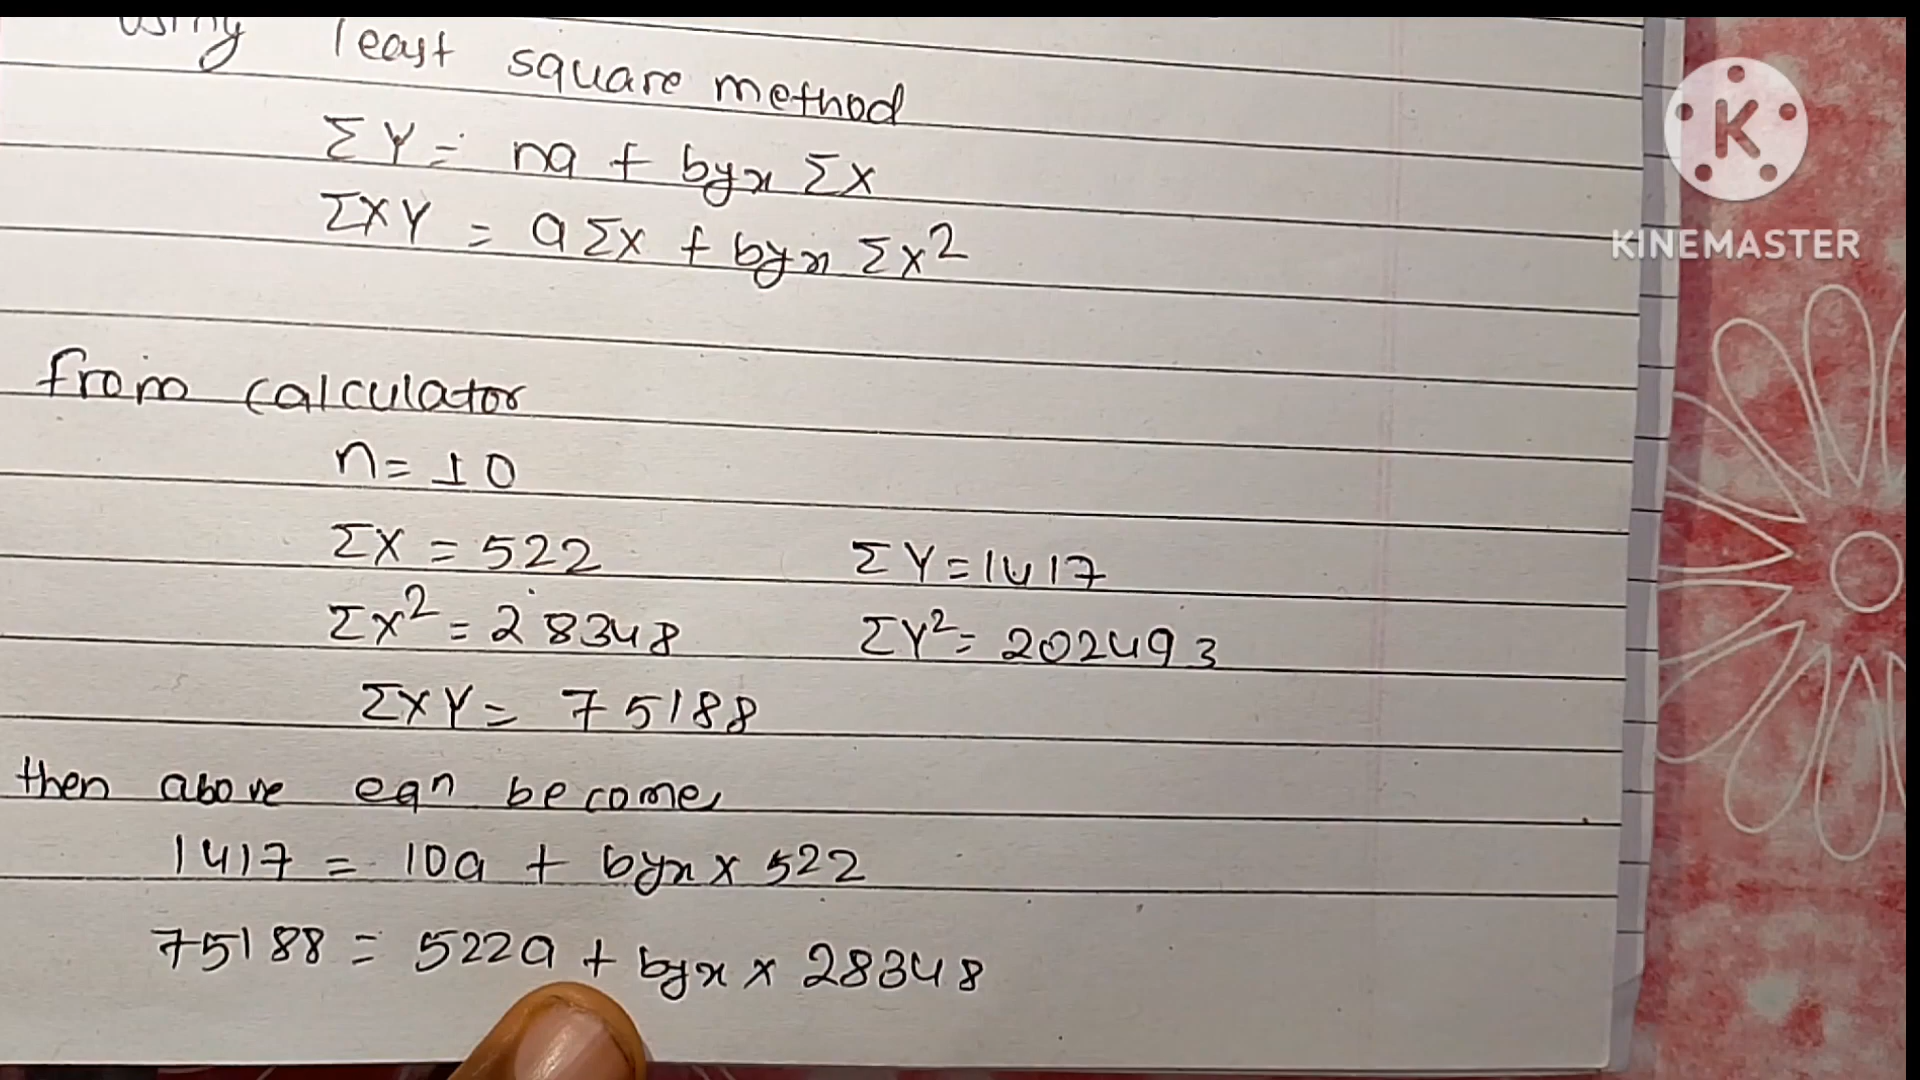 using least square method
ΣY = na + byx ΣX
ΣXY = aΣx + byx Σx²
from calculator
n = 10
ΣX = 522 ΣY = 1417
Σx² = 28348 ΣY² = 202493
ΣXY = 75188
then above eqn become,
1417 = 10a + byx × 522
75188 = 522a + byx × 28348
K
KINEMASTER